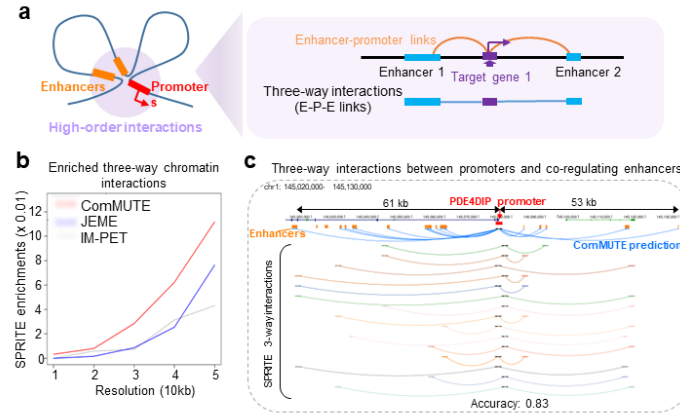 a
Enhancers
Promoter
s
High-order interactions
Enhancer-promoter links
Enhancer 1
Target gene 1
Enhancer 2
Three-way interactions
(E-P-E links)
b
Enriched three-way chromatin
interactions
SPRITE enrichments (x 0.01)
12
10
8
6
4
2
0
ComMUTE
JEME
IM-PET
1 2 3 4 5
Resolution (10kb)
c
Three-way interactions between promoters and co-regulating enhancers
chr1: 145,020,000- 145,130,000
61 kb
PDE4DIP promoter
53 kb
Enhancers
ComMUTE prediction
SPRITE 3-way interactions
Accuracy: 0.83